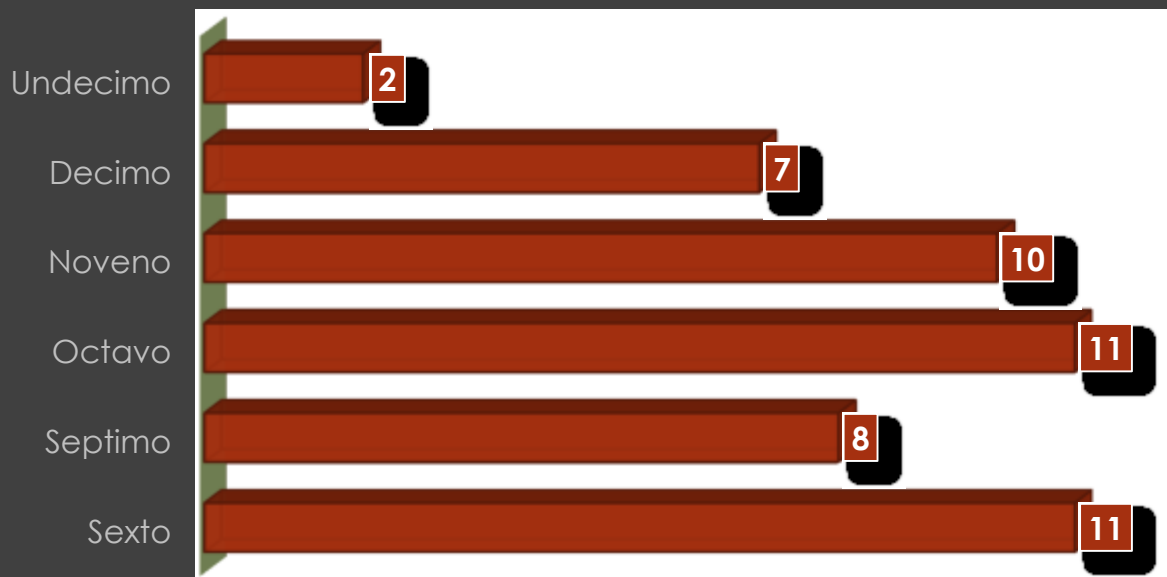 Undecimo 2
Decimo 7
Noveno 10
Octavo 11
Septimo 8
Sexto 11